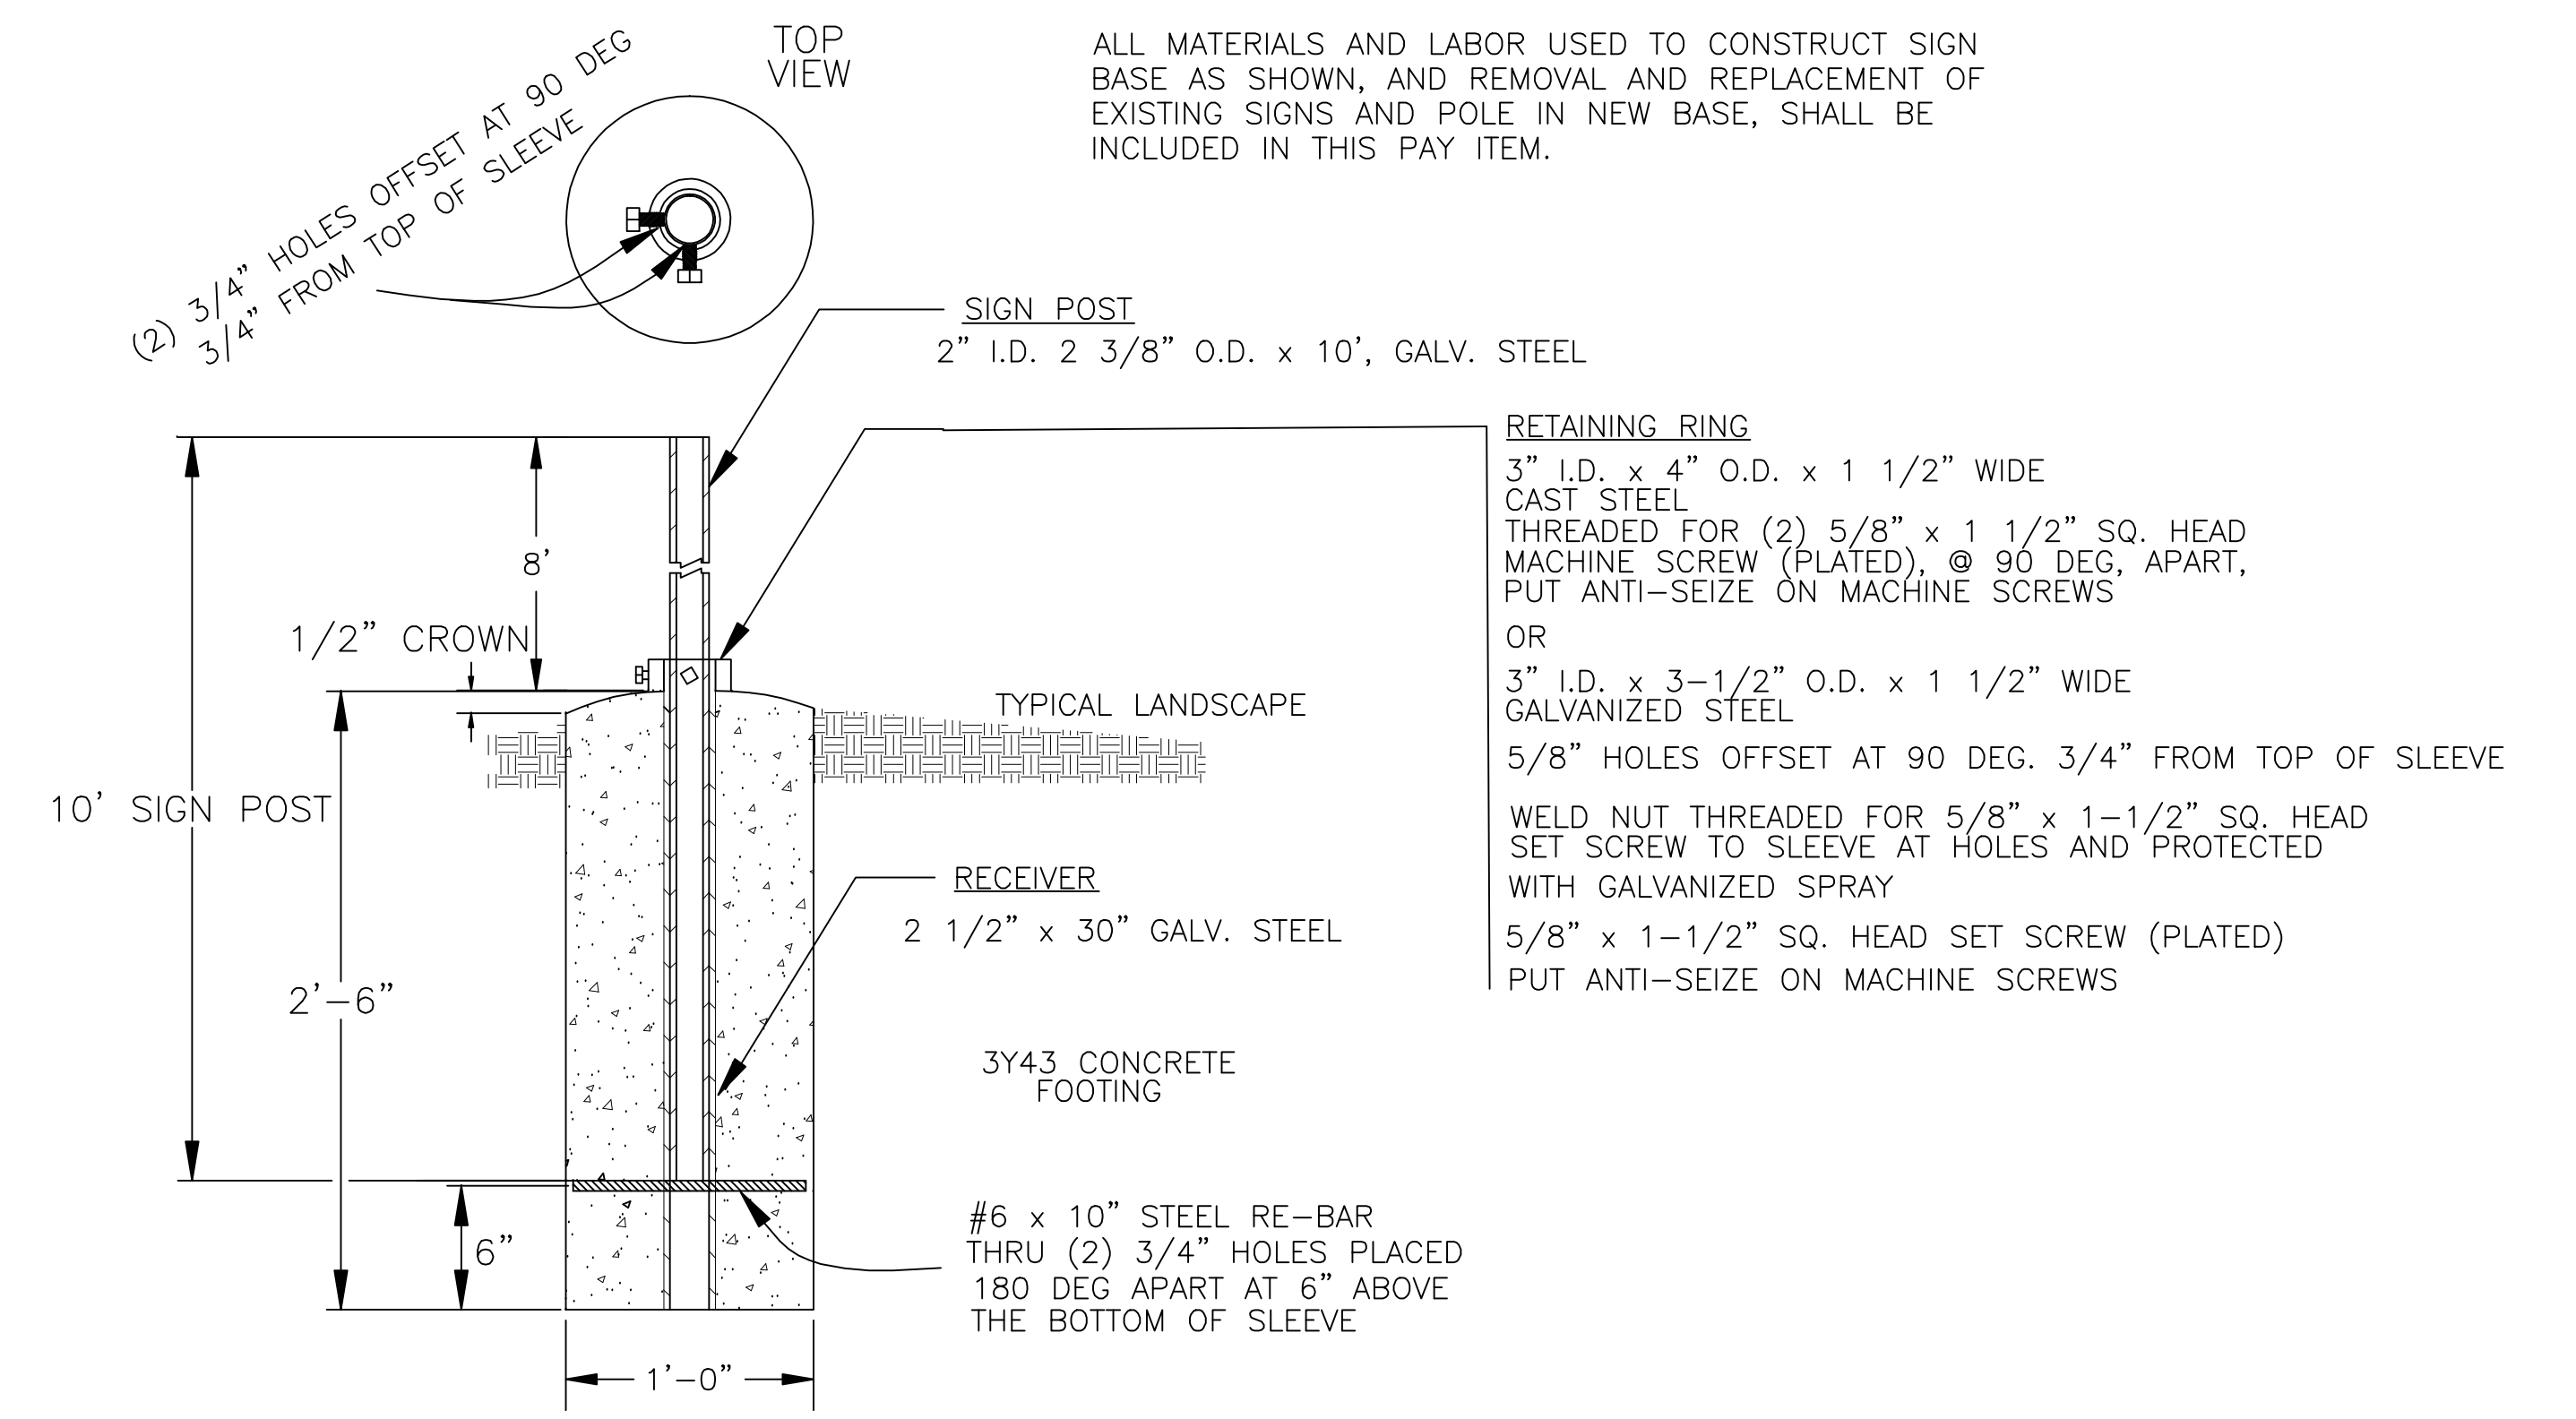 TOP
VIEW
ALL MATERIALS AND LABOR USED TO CONSTRUCT SIGN
BASE AS SHOWN, AND REMOVAL AND REPLACEMENT OF
EXISTING SIGNS AND POLE IN NEW BASE, SHALL BE
INCLUDED IN THIS PAY ITEM.
(2) 3/4” HOLES OFFSET AT 90 DEG
3/4” FROM TOP OF SLEEVE
SIGN POST
2” I.D. 2 3/8” O.D. x 10’, GALV. STEEL
RETAINING RING
3” I.D. x 4” O.D. x 1 1/2” WIDE
CAST STEEL
THREADED FOR (2) 5/8” x 1 1/2” SQ. HEAD
MACHINE SCREW (PLATED), @ 90 DEG, APART,
PUT ANTI-SEIZE ON MACHINE SCREWS
OR
3” I.D. x 3-1/2” O.D. x 1 1/2” WIDE
GALVANIZED STEEL
5/8” HOLES OFFSET AT 90 DEG. 3/4” FROM TOP OF SLEEVE
WELD NUT THREADED FOR 5/8” x 1-1/2” SQ. HEAD
SET SCREW TO SLEEVE AT HOLES AND PROTECTED
WITH GALVANIZED SPRAY
5/8” x 1-1/2” SQ. HEAD SET SCREW (PLATED)
PUT ANTI-SEIZE ON MACHINE SCREWS
8’
1/2” CROWN
TYPICAL LANDSCAPE
10’ SIGN POST
RECEIVER
2 1/2” x 30” GALV. STEEL
2’-6”
3Y43 CONCRETE
FOOTING
6”
#6 x 10” STEEL RE-BAR
THRU (2) 3/4” HOLES PLACED
180 DEG APART AT 6” ABOVE
THE BOTTOM OF SLEEVE
1’-0”